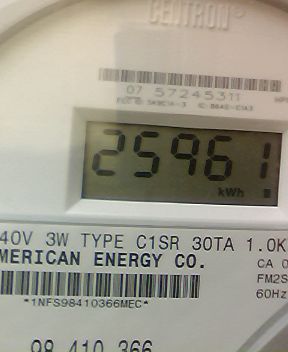 CENTRON®
07 57245311
25961
kWh
40V 3W TYPE C1SR 30TA 1.0K
MERICAN ENERGY CO.
CA 0
FM2S
60Hz
*1NFS98410366MEC*
98 410 366